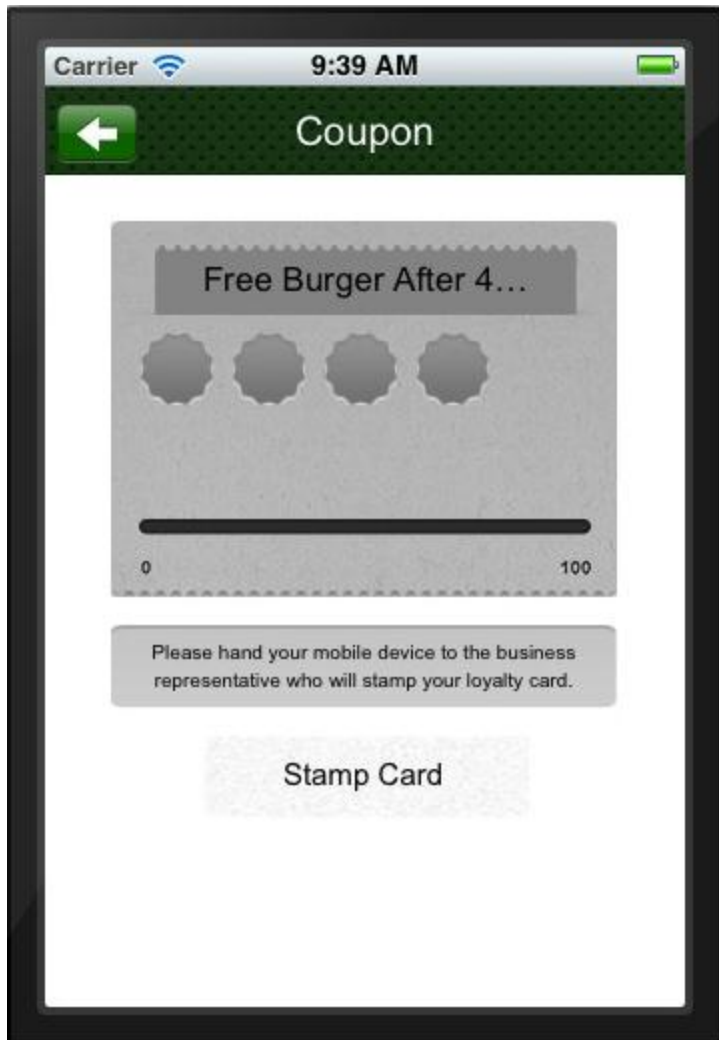 Carrier 9:39 AM
Coupon
Free Burger After 4...
0 100
Please hand your mobile device to the business
representative who will stamp your loyalty card.
Stamp Card